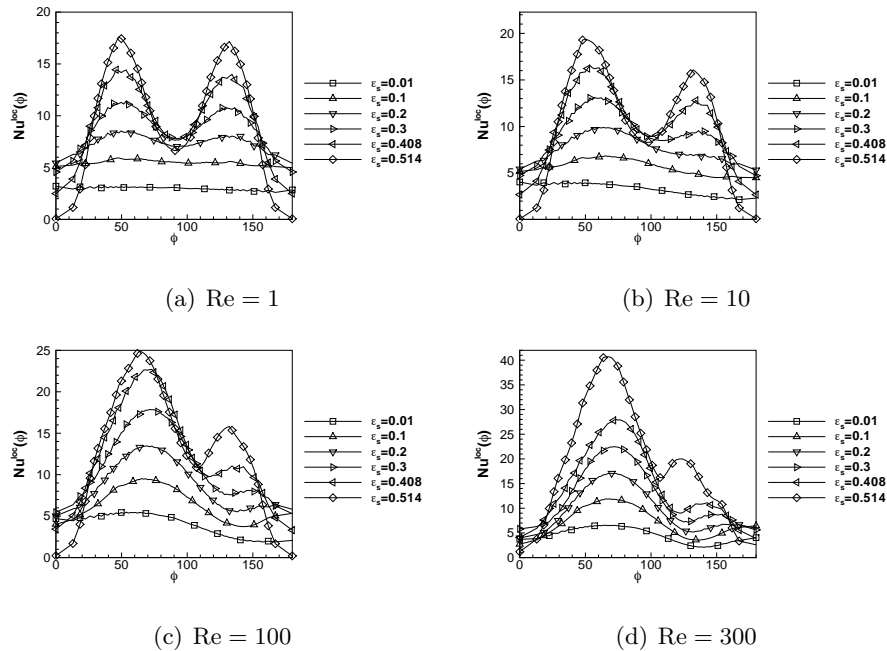 20
15
10
5
0
0 50 100 150
Nu^loc(ϕ)
ϕ
ε_s=0.01
ε_s=0.1
ε_s=0.2
ε_s=0.3
ε_s=0.408
ε_s=0.514
(a) Re = 1
20
15
10
5
0
0 50 100 150
Nu^loc(ϕ)
ϕ
ε_s=0.01
ε_s=0.1
ε_s=0.2
ε_s=0.3
ε_s=0.408
ε_s=0.514
(b) Re = 10
25
20
15
10
5
0
0 50 100 150
Nu^loc(ϕ)
ϕ
ε_s=0.01
ε_s=0.1
ε_s=0.2
ε_s=0.3
ε_s=0.408
ε_s=0.514
(c) Re = 100
40
35
30
25
20
15
10
5
0
0 50 100 150
Nu^loc(ϕ)
ϕ
ε_s=0.01
ε_s=0.1
ε_s=0.2
ε_s=0.3
ε_s=0.408
ε_s=0.514
(d) Re = 300